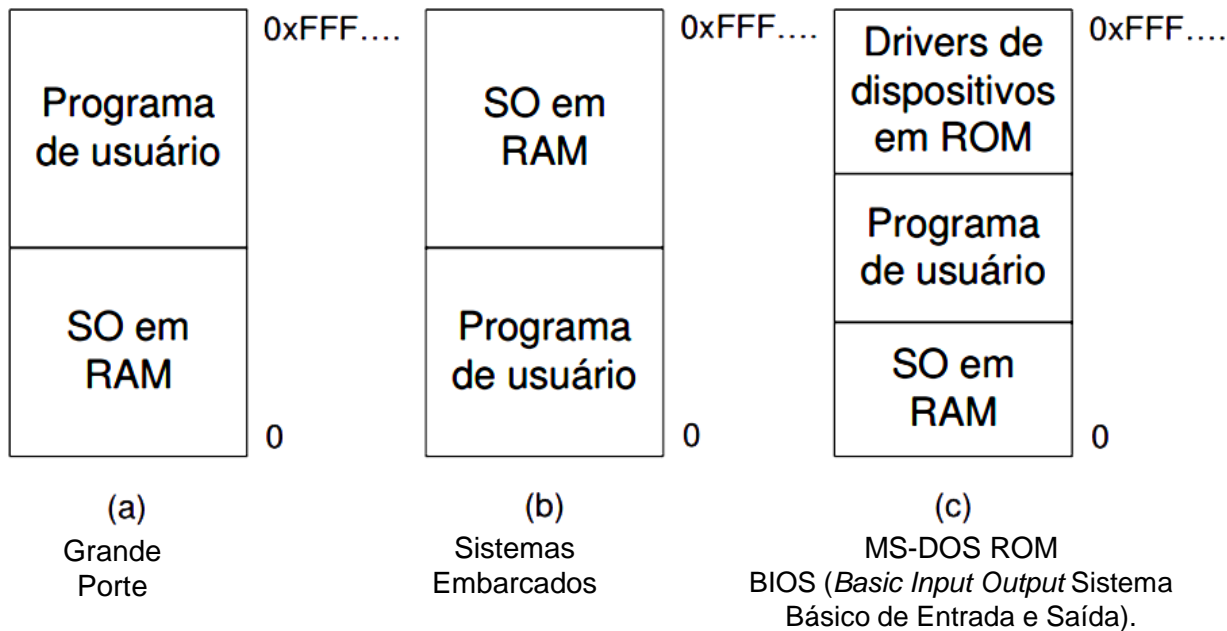 0xFFF....
Programa
de usuário
SO em
RAM
0
(a)
Grande
Porte
0xFFF....
SO em
RAM
Programa
de usuário
0
(b)
Sistemas
Embarcados
0xFFF....
Drivers de
dispositivos
em ROM
Programa
de usuário
SO em
RAM
0
(c)
MS-DOS ROM
BIOS (Basic Input Output Sistema
Básico de Entrada e Saída).